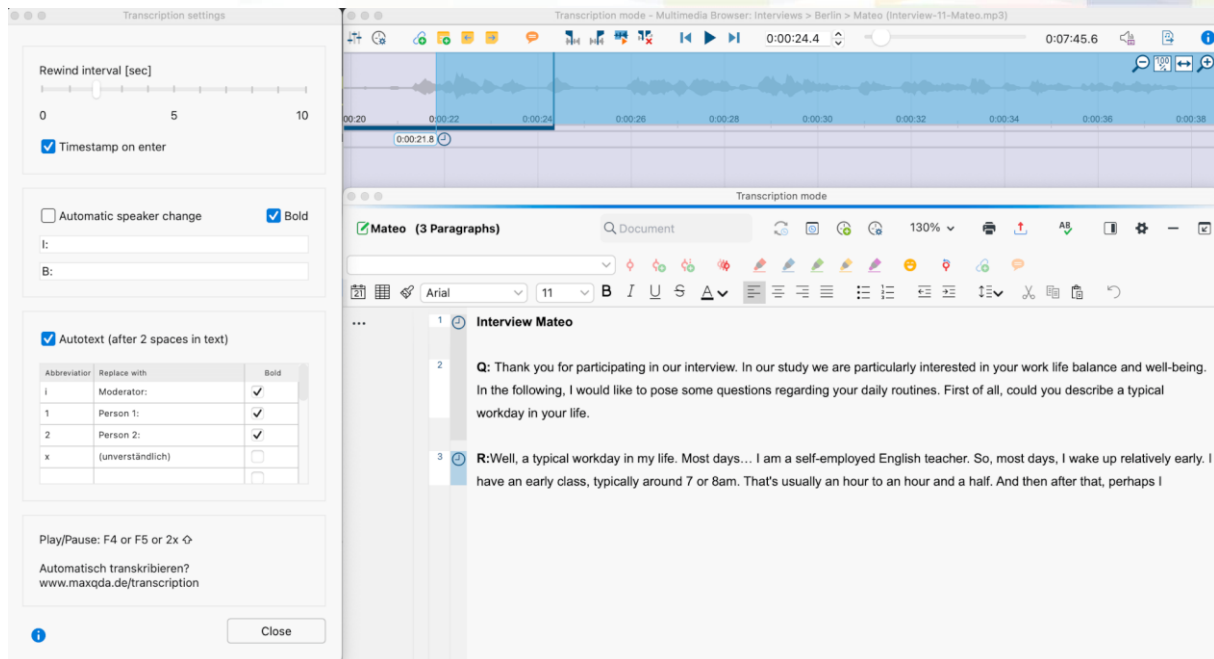 Transcription settings
Rewind interval [sec]
0 5 10
Timestamp on enter
Automatic speaker change Bold
I:
B:
Autotext (after 2 spaces in text)
Abbreviatior Replace with Bold
i Moderator:
1 Person 1:
2 Person 2:
x (unverständlich)
Play/Pause: F4 or F5 or 2x
Automatisch transkribieren?
www.maxqda.de/transcription
Close
Transcription mode - Multimedia Browser: Interviews > Berlin > Mateo (Interview-11-Mateo.mp3)
0:00:24.4 0:07:45.6
100 %
00:20 0:00:22 0:00:24 0:00:26 0:00:28 0:00:30 0:00:32 0:00:34 0:00:36 0:00:38
0:00:21.8
Transcription mode
Mateo (3 Paragraphs) Document 130%
21 Arial 11 B I U S A
1 Interview Mateo
2 Q: Thank you for participating in our interview. In our study we are particularly interested in your work life balance and well-being.
In the following, I would like to pose some questions regarding your daily routines. First of all, could you describe a typical
workday in your life.
3 R:Well, a typical workday in my life. Most days… I am a self-employed English teacher. So, most days, I wake up relatively early. I
have an early class, typically around 7 or 8am. That's usually an hour to an hour and a half. And then after that, perhaps I